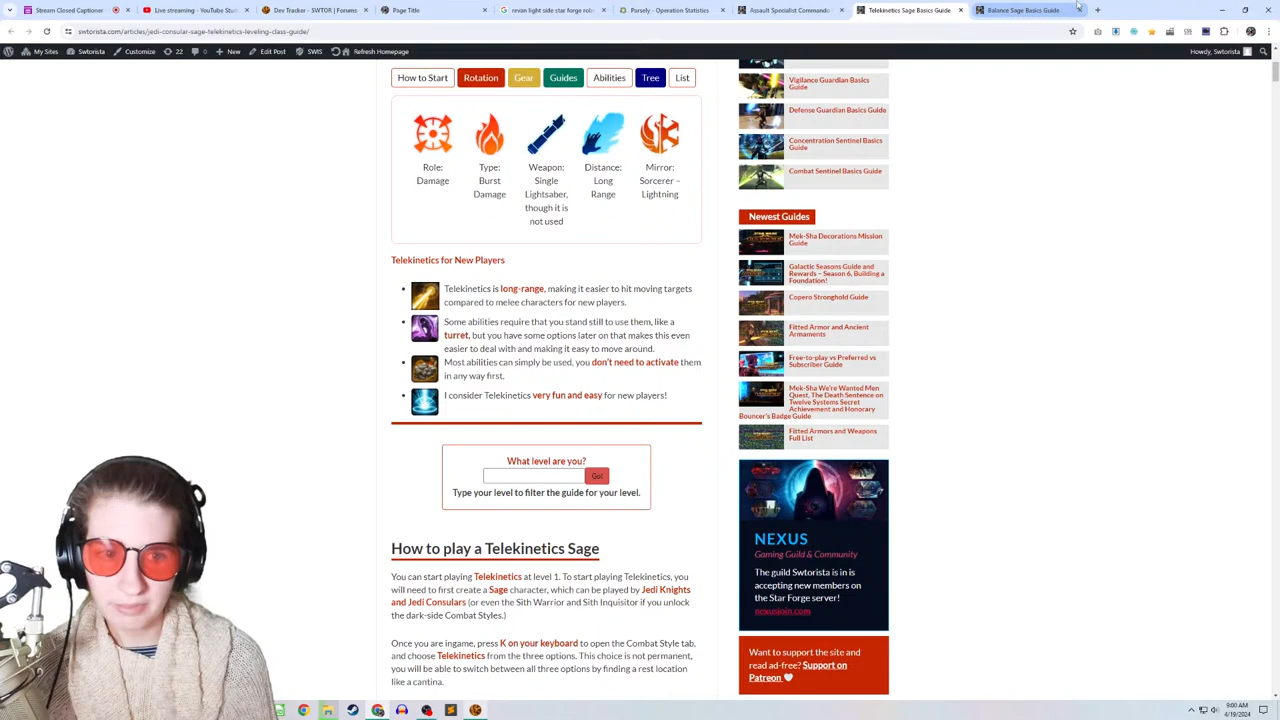 Stream Closed Captioner
Live streaming - YouTube Stu
Dev Tracker - SWTOR | Forums
Page Title
revan light side star forge role
Parsely - Operation Statistics
Assault Specialist Commando
Telekinetics Sage Basics Guide
Balance Sage Basics Guide
swtorista.com/articles/jedi-consular-sage-telekinetics-leveling-class-guide/
My Sites
Swtorista
Customize
22
0
New
Edit Post
SWIS
Refresh Homepage
Howdy, Swtorista
How to Start
Rotation
Gear
Guides
Abilities
Tree
List
Role:
Damage
Type:
Burst
Damage
Weapon:
Single
Lightsaber,
though it is
not used
Distance:
Long
Range
Mirror:
Sorcerer –
Lightning
Telekinetics for New Players
Telekinetics is long-range, making it easier to hit moving targets
compared to melee characters for new players.
Some abilities require that you stand still to use them, like a
turret, but you have some options later on that makes this even
easier to deal with and making it easy to move around.
Most abilities can simply be used, you don't need to activate them
in any way first.
I consider Telekinetics very fun and easy for new players!
What level are you?
Go!
Type your level to filter the guide for your level.
How to play a Telekinetics Sage
You can start playing Telekinetics at level 1. To start playing Telekinetics, you
will need to first create a Sage character, which can be played by Jedi Knights
and Jedi Consulars (or even the Sith Warrior and Sith Inquisitor if you unlock
the dark-side Combat Styles.)
Once you are ingame, press K on your keyboard to open the Combat Style tab,
and choose Telekinetics from the three options. This choice is not permanent,
you will be able to switch between all three options by finding a rest location
like a cantina.
Vigilance Guardian Basics
Guide
Defense Guardian Basics Guide
Concentration Sentinel Basics
Guide
Combat Sentinel Basics Guide
Newest Guides
Mek-Sha Decorations Mission
Guide
Galactic Seasons Guide and
Rewards – Season 6, Building a
Foundation!
Copero Stronghold Guide
Fitted Armor and Ancient
Armaments
Free-to-play vs Preferred vs
Subscriber Guide
Mek-Sha We're Wanted Men
Quest, The Death Sentence on
Twelve Systems Secret
Achievement and Honorary
Bouncer's Badge Guide
Fitted Armors and Weapons
Full List
NEXUS
Gaming Guild & Community
The guild Swtorista is in is
accepting new members on
the Star Forge server!
nexusjoin.com
Want to support the site and
read ad-free? Support on
Patreon
9:00 AM
4/19/2024